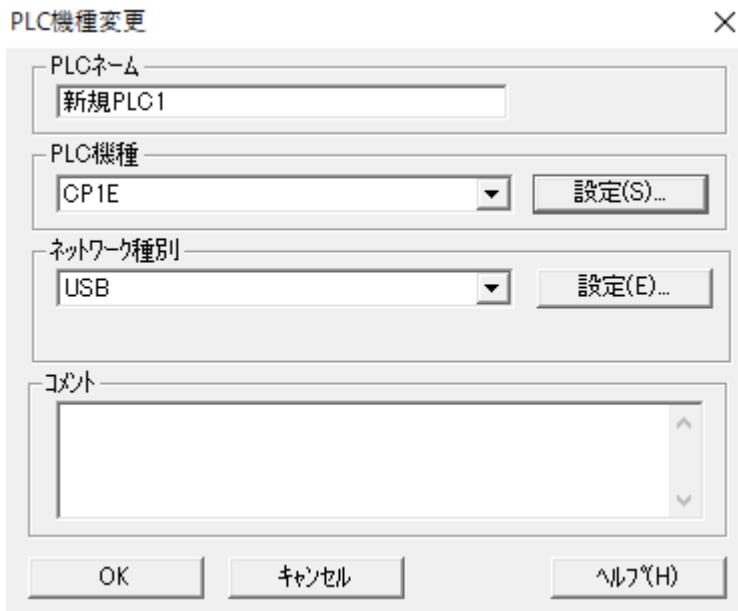 PLC機種変更
PLCネーム
新規PLC1
PLC機種
CP1E
設定(S)...
ネットワーク種別
USB
設定(E)...
コメント
OK
キャンセル
ヘルプ(H)